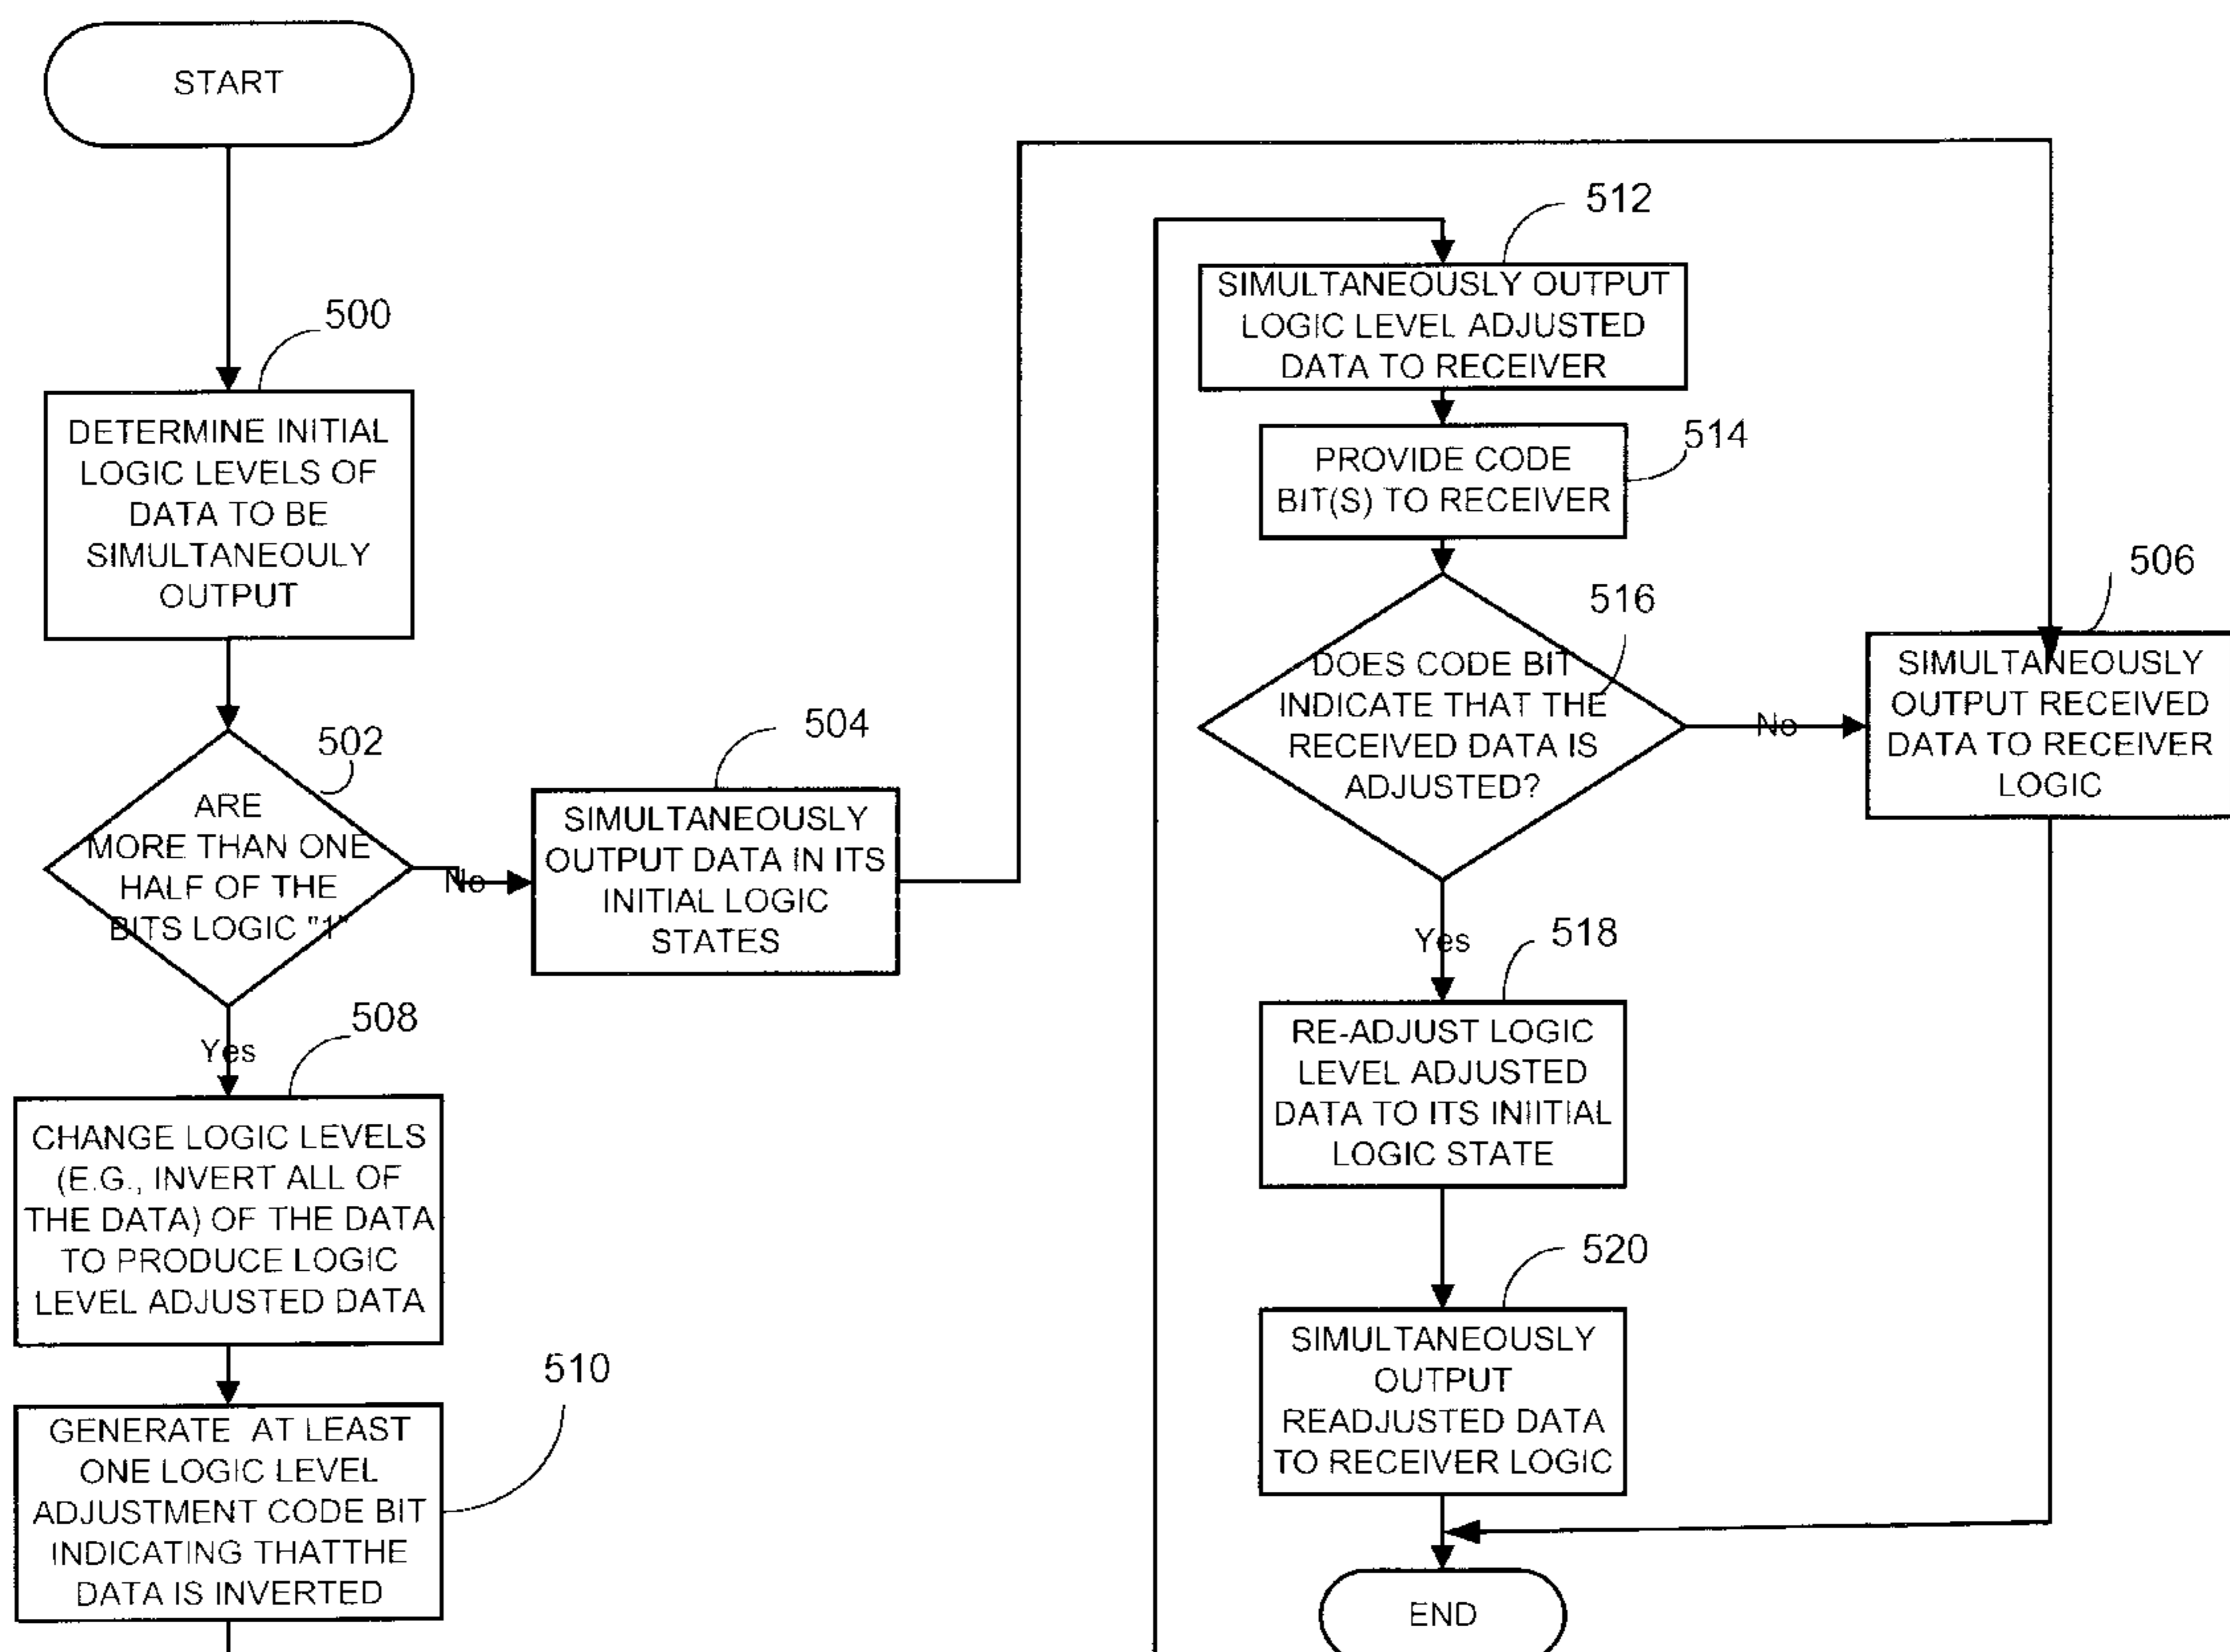 START
500
DETERMINE INITIAL
LOGIC LEVELS OF
DATA TO BE
SIMULTANEOULY
OUTPUT
502
ARE
MORE THAN ONE
HALF OF THE
BITS LOGIC "1"
No
504
SIMULTANEOUSLY
OUTPUT DATA IN ITS
INITIAL LOGIC
STATES
Yes
508
CHANGE LOGIC LEVELS
(E.G., INVERT ALL OF
THE DATA) OF THE DATA
TO PRODUCE LOGIC
LEVEL ADJUSTED DATA
510
GENERATE AT LEAST
ONE LOGIC LEVEL
ADJUSTMENT CODE BIT
INDICATING THATTHE
DATA IS INVERTED
512
SIMULTANEOUSLY OUTPUT
LOGIC LEVEL ADJUSTED
DATA TO RECEIVER
514
PROVIDE CODE
BIT(S) TO RECEIVER
516
DOES CODE BIT
INDICATE THAT THE
RECEIVED DATA IS
ADJUSTED?
No
506
SIMULTANEOUSLY
OUTPUT RECEIVED
DATA TO RECEIVER
LOGIC
Yes
518
RE-ADJUST LOGIC
LEVEL ADJUSTED
DATA TO ITS INIITIAL
LOGIC STATE
520
SIMULTANEOUSLY
OUTPUT
READJUSTED DATA
TO RECEIVER LOGIC
END